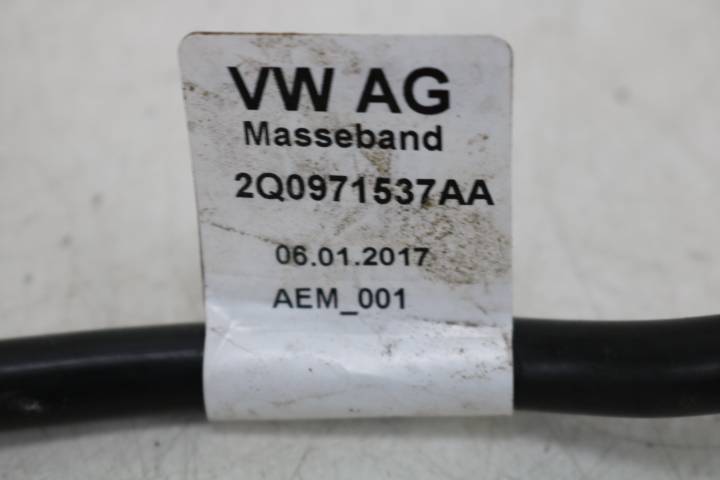 VW AG
Masseband
2Q0971537AA
06.01.2017
AEM_001